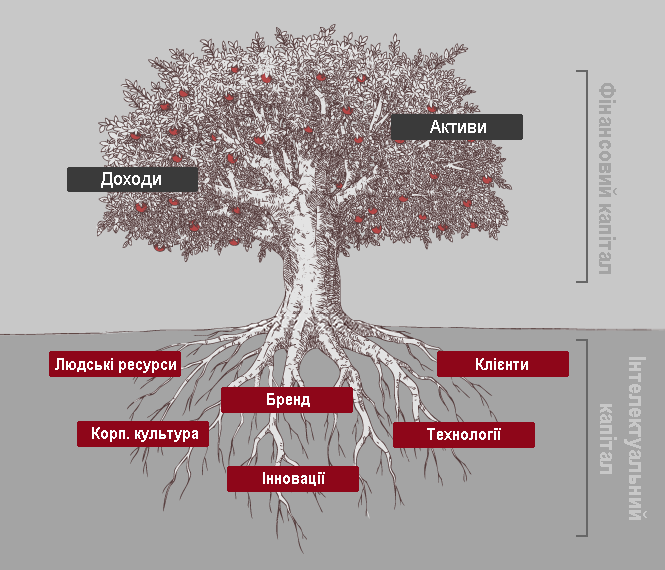 Активи
Доходи
Фінансовий капітал
Людські ресурси
Клієнти
Бренд
Корп. культура
Технології
Інновації
Інтелектуальний
капітал